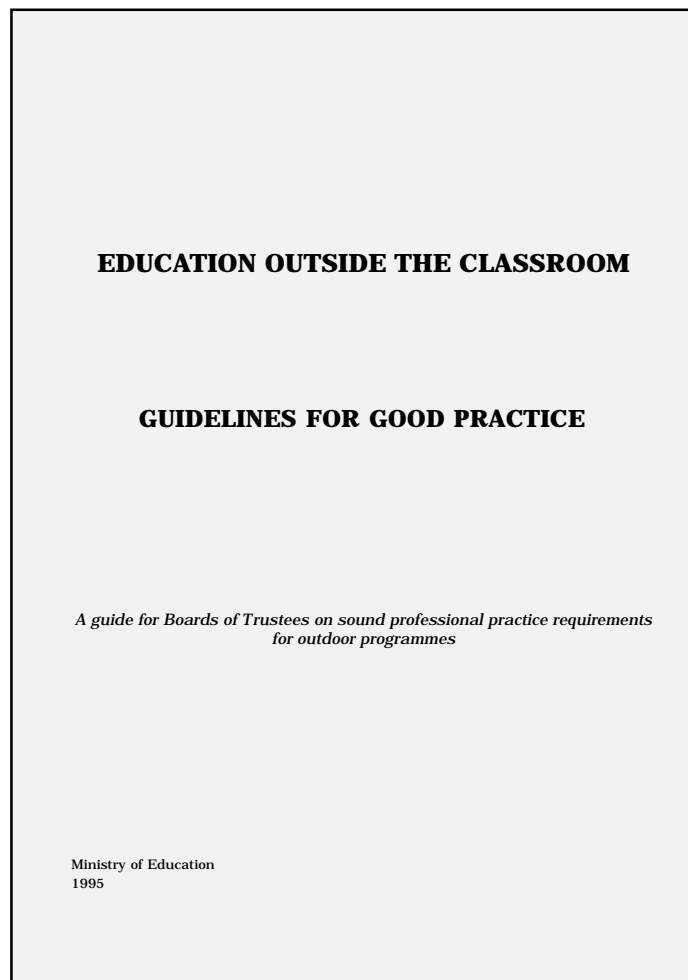 EDUCATION OUTSIDE THE CLASSROOM
GUIDELINES FOR GOOD PRACTICE
A guide for Boards of Trustees on sound professional practice requirements
for outdoor programmes
Ministry of Education
1995